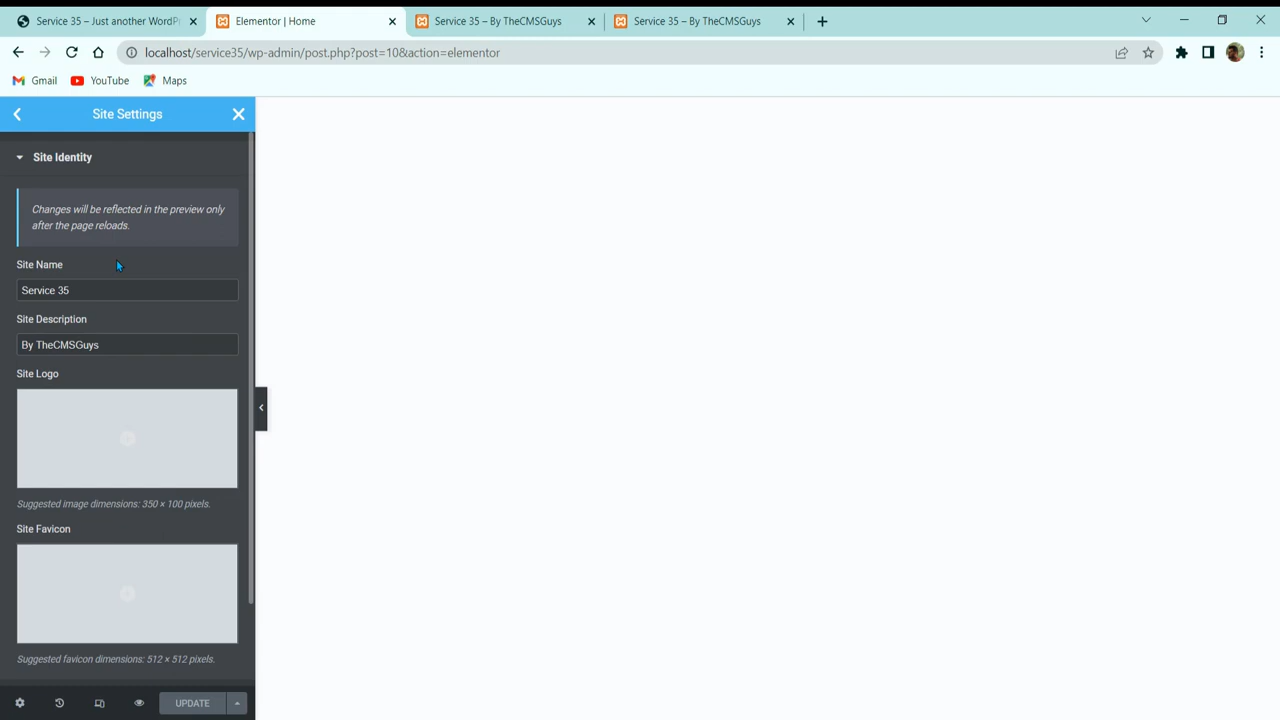 Service 35 – Just another WordPr
Elementor | Home
Service 35 – By TheCMSGuys
Service 35 – By TheCMSGuys
localhost/service35/wp-admin/post.php?post=10&action=elementor
Gmail
YouTube
Maps
Site Settings
Site Identity
Changes will be reflected in the preview only
after the page reloads.
Site Name
Service 35
Site Description
By TheCMSGuys
Site Logo
Suggested image dimensions: 350 × 100 pixels.
Site Favicon
Suggested favicon dimensions: 512 × 512 pixels.
UPDATE